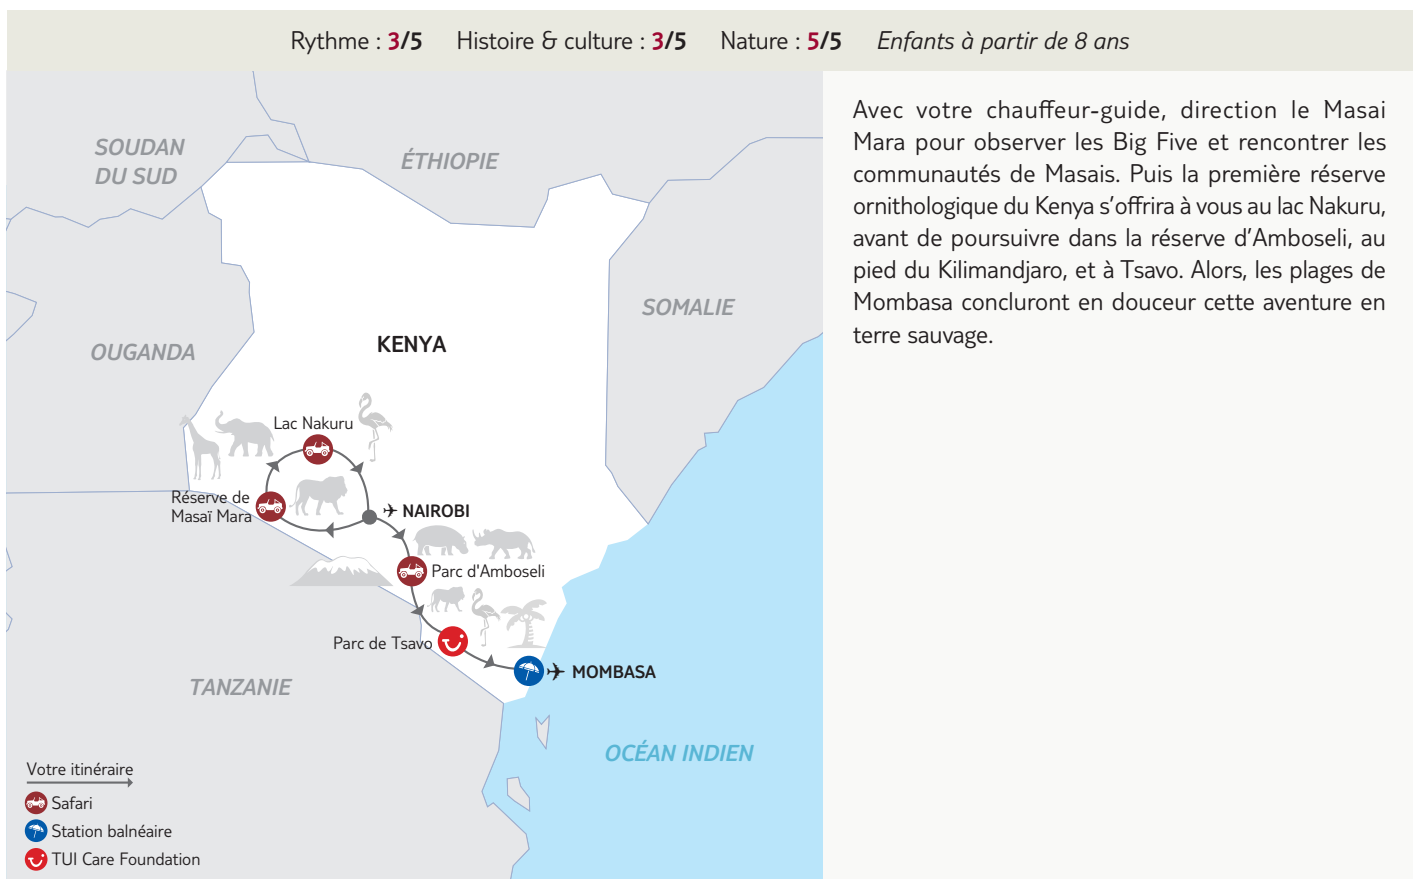 Rythme : 3/5 Histoire & culture : 3/5 Nature : 5/5 Enfants à partir de 8 ans
Avec votre chauffeur-guide, direction le Masai
Mara pour observer les Big Five et rencontrer les
communautés de Masais. Puis la première réserve
ornithologique du Kenya s’offrira à vous au lac Nakuru,
avant de poursuivre dans la réserve d’Amboseli, au
pied du Kilimandjaro, et à Tsavo. Alors, les plages de
Mombasa concluront en douceur cette aventure en
terre sauvage.
SOUDAN
DU SUD
ÉTHIOPIE
SOMALIE
OUGANDA
KENYA
Lac Nakuru
Réserve de
Masaï Mara
NAIROBI
Parc d'Amboseli
Parc de Tsavo
MOMBASA
TANZANIE
OCÉAN INDIEN
Votre itinéraire
Safari
Station balnéaire
TUI Care Foundation